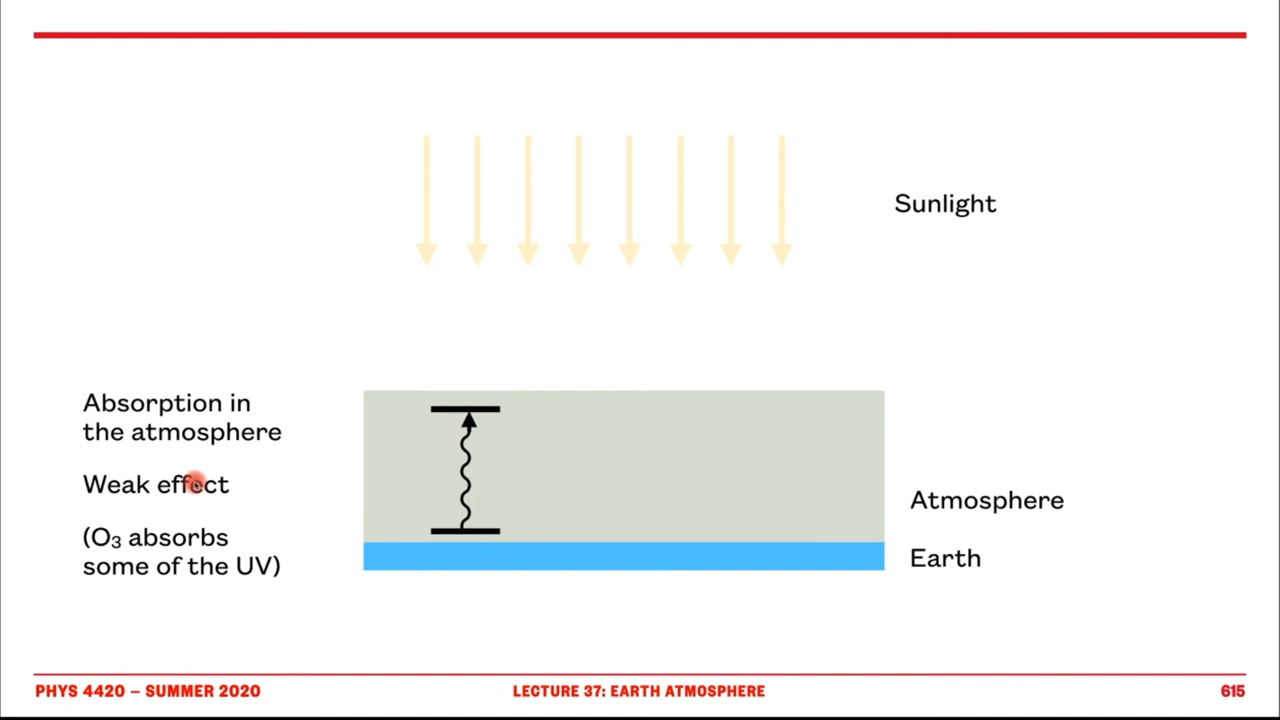 Sunlight
Absorption in
the atmosphere
Weak effect
(O₃ absorbs
some of the UV)
Atmosphere
Earth
PHYS 4420 – SUMMER 2020
LECTURE 37: EARTH ATMOSPHERE
615